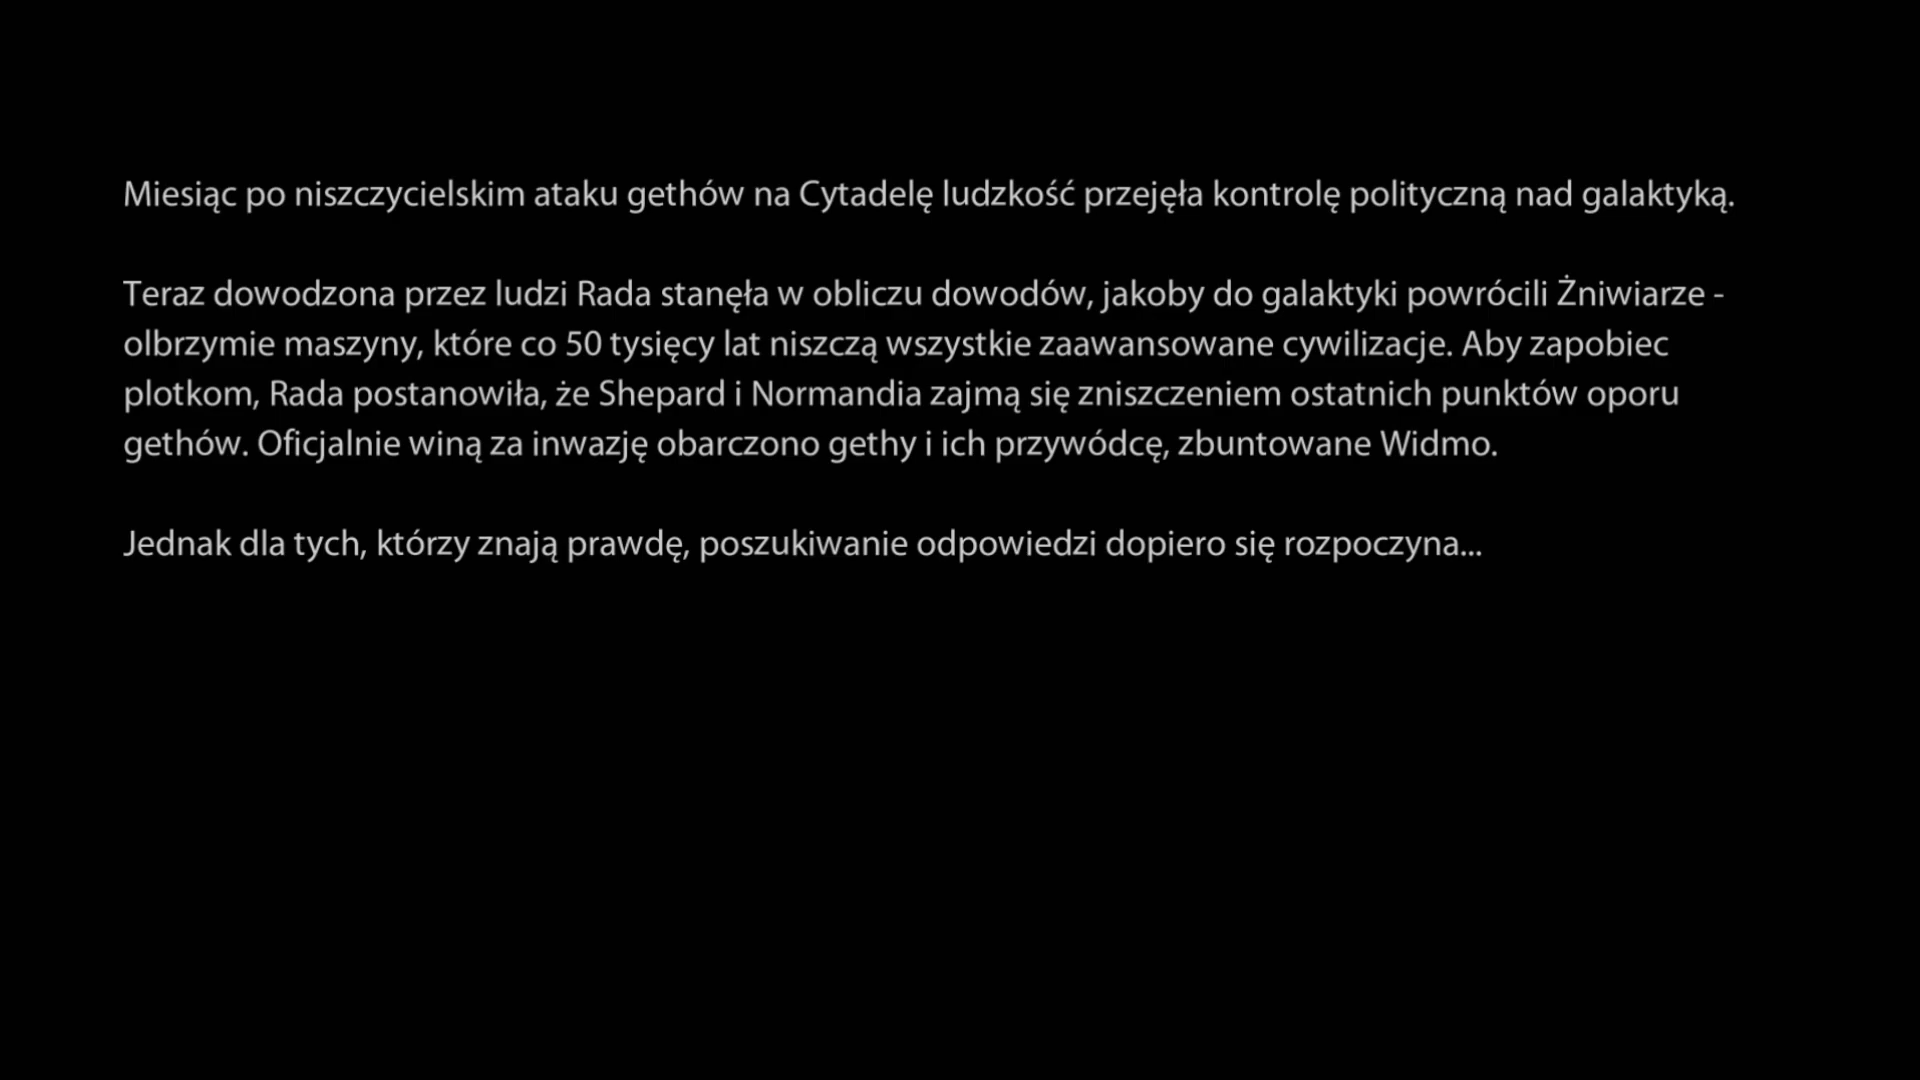 Miesiąc po niszczycielskim ataku gethów na Cytadelę ludzkość przejęła kontrolę polityczną nad galaktyką.
Teraz dowodzona przez ludzi Rada stanęła w obliczu dowodów, jakoby do galaktyki powrócili Żniwiarze -
olbrzymie maszyny, które co 50 tysięcy lat niszczą wszystkie zaawansowane cywilizacje. Aby zapobiec
plotkom, Rada postanowiła, że Shepard i Normandia zajmą się zniszczeniem ostatnich punktów oporu
gethów. Oficjalnie winą za inwazję obarczono gethy i ich przywódcę, zbuntowane Widmo.
Jednak dla tych, którzy znają prawdę, poszukiwanie odpowiedzi dopiero się rozpoczyna...